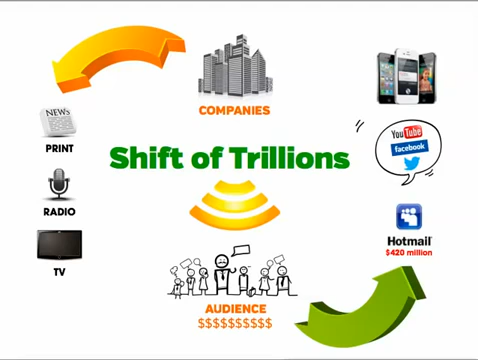 COMPANIES
NEWS
PRINT
Shift of Trillions
YouTube
facebook
RADIO
Hotmail
$420 million
TV
AUDIENCE
$$$$$$$$$$